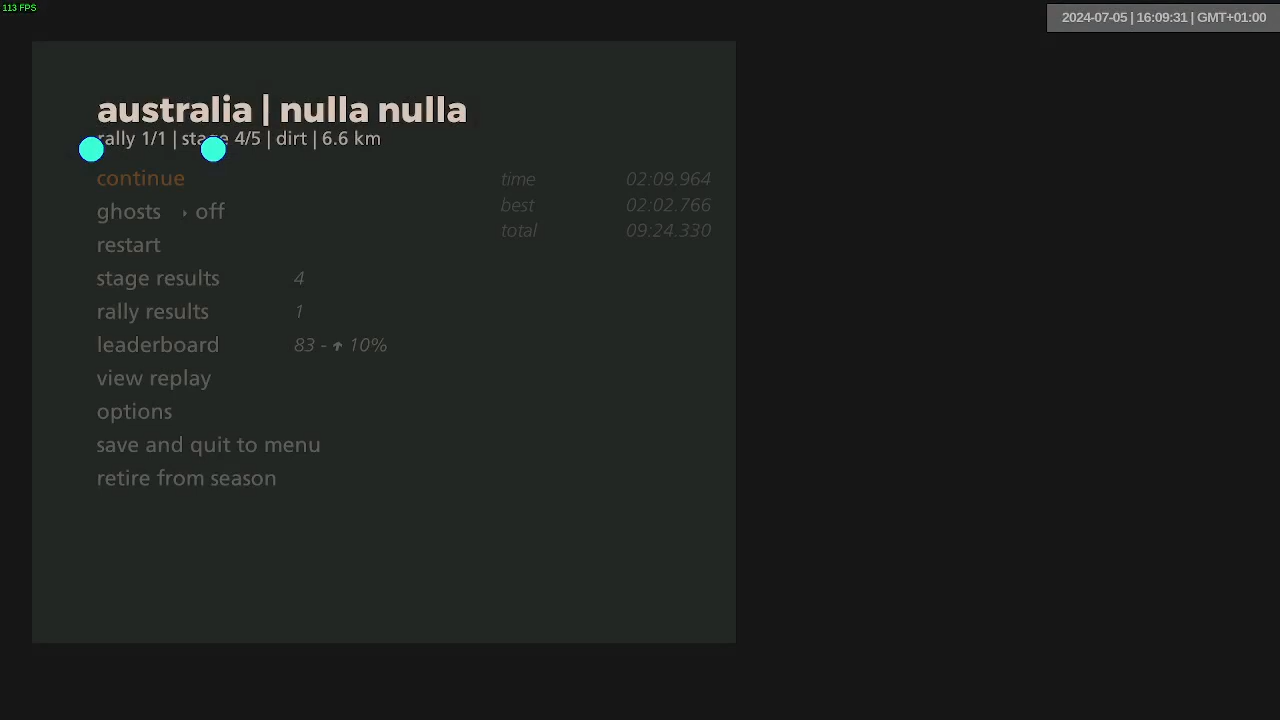 113 FPS
2024-07-05 | 16:09:31 | GMT+01:00
australia | nulla nulla
rally 1/1 | stage 4/5 | dirt | 6.6 km
continue
time 02:09.964
ghosts off
best 02:02.766
total 09:24.330
restart
stage results 4
rally results 1
leaderboard 83 - ↑ 10%
view replay
options
save and quit to menu
retire from season